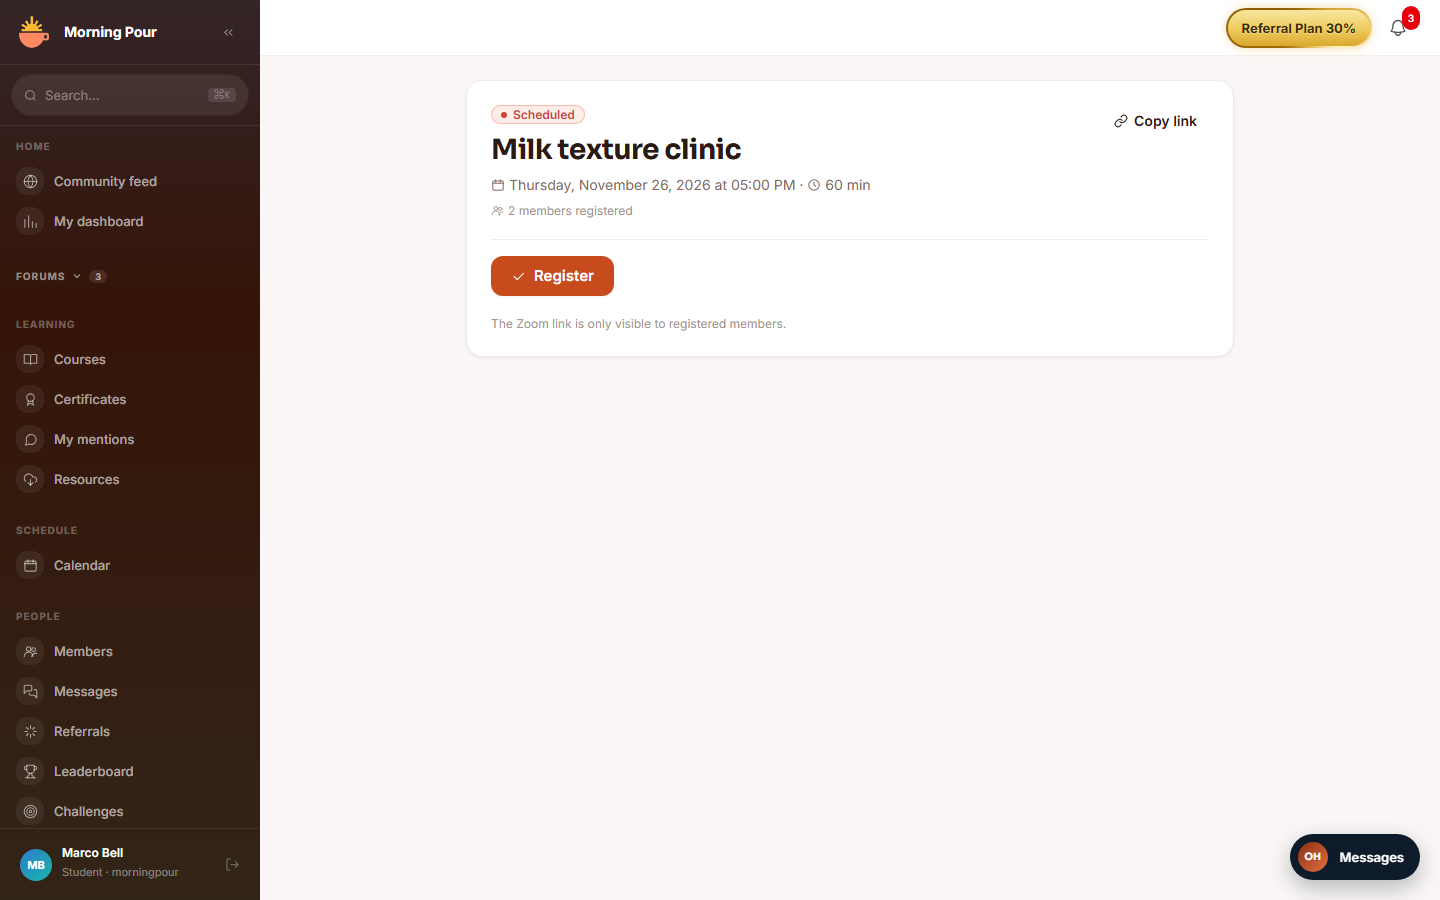 Morning Pour
Search...
⌘K
HOME
Community feed
My dashboard
FORUMS 3
LEARNING
Courses
Certificates
My mentions
Resources
SCHEDULE
Calendar
PEOPLE
Members
Messages
Referrals
Leaderboard
Challenges
MB
Marco Bell
Student · morningpour
Referral Plan 30%
3
Scheduled
Copy link
Milk texture clinic
Thursday, November 26, 2026 at 05:00 PM · 60 min
2 members registered
Register
The Zoom link is only visible to registered members.
OH Messages